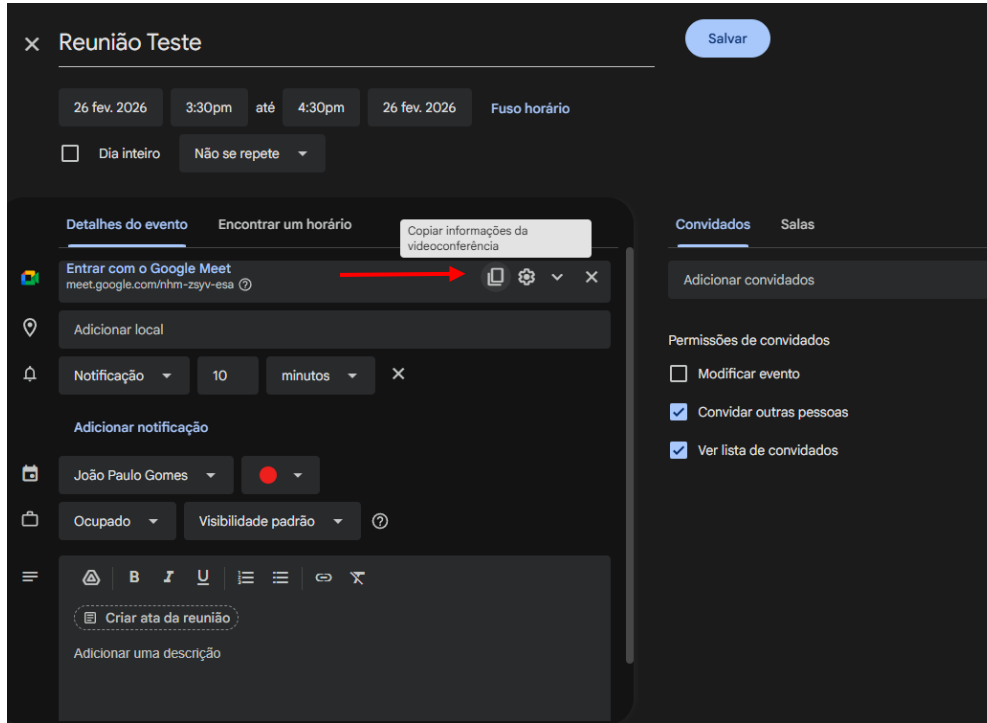 Reunião Teste
Salvar
26 fev. 2026 3:30pm até 4:30pm 26 fev. 2026 Fuso horário
Dia inteiro Não se repete
Detalhes do evento Encontrar um horário
Copiar informações da
videoconferência
Entrar com o Google Meet
meet.google.com/nhm-zsyv-esa
Adicionar local
Notificação 10 minutos
Adicionar notificação
João Paulo Gomes
Ocupado Visibilidade padrão
B I U
Criar ata da reunião
Adicionar uma descrição
Convidados Salas
Adicionar convidados
Permissões de convidados
Modificar evento
Convidar outras pessoas
Ver lista de convidados